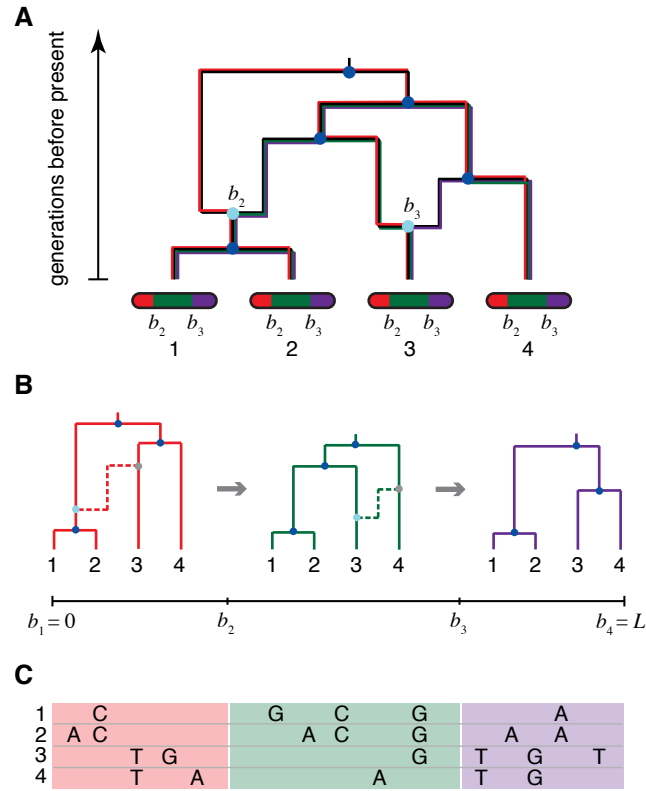 A
generations before present
b₂
b₃
b₂ b₃ b₂ b₃ b₂ b₃ b₂ b₃
1 2 3 4
B
1 2 3 4 1 2 3 4 1 2 3 4
b₁ = 0 b₂ b₃ b₄ = L
C
1 C G C G A
2 A C A C G A A
3 T G G T G T
4 T A A T G